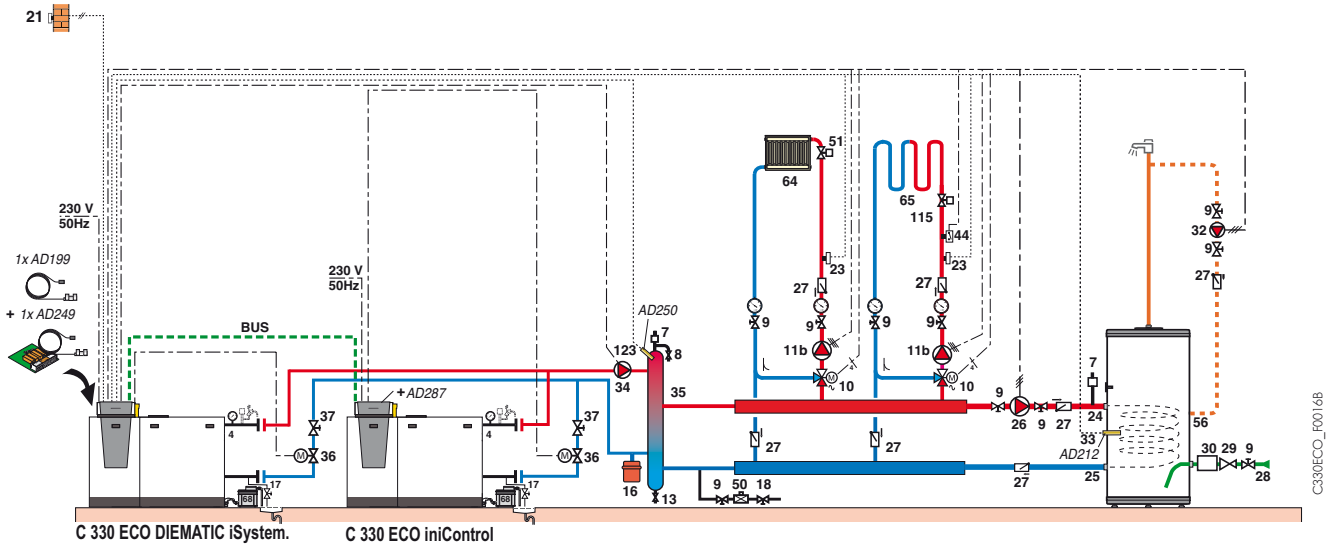 21
230 V
50Hz
1x AD199
+ 1x AD249
BUS
230 V
50Hz
+ AD287
AD250
7
8
123
34
35
37
36
M
4
17
68
37
36
M
4
17
68
16
13
51
64
65
115
44
23
23
27
27
9
9
9
9
11b
11b
10
M
10
M
27
27
9
26
9
27
24
7
33
AD212
25
56
30
29
9
28
9
32
9
27
27
9
50
18
C 330 ECO DIEMATIC iSystem.
C 330 ECO iniControl
C330ECO_F0016B